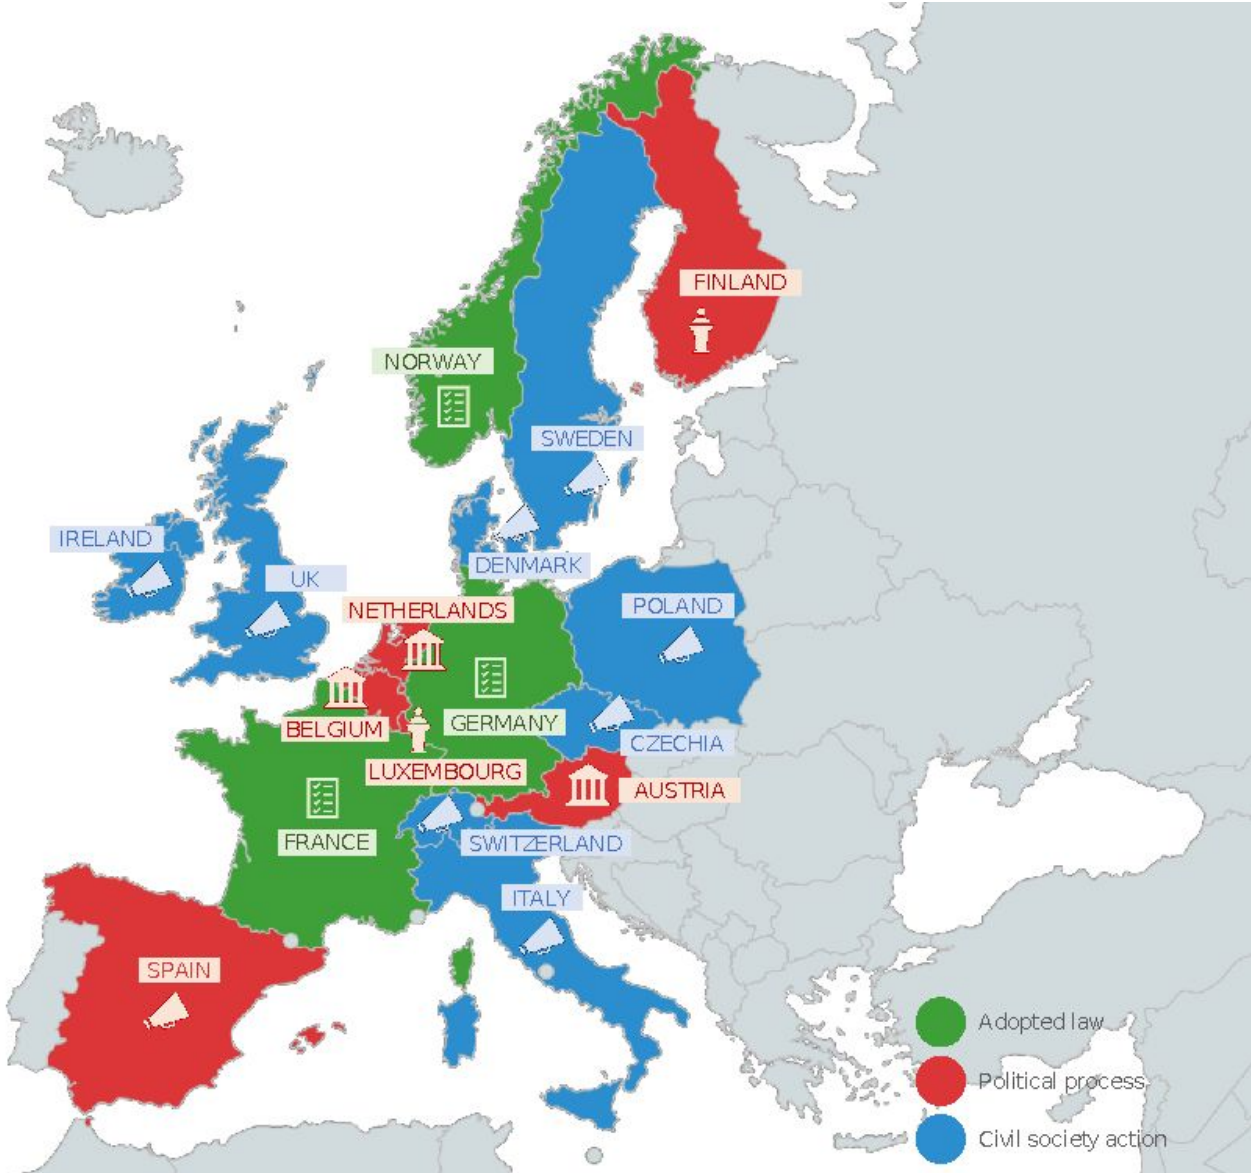 FINLAND
NORWAY
SWEDEN
IRELAND
DENMARK
UK
NETHERLANDS
POLAND
BELGIUM
GERMANY
CZECHIA
LUXEMBOURG
AUSTRIA
FRANCE
SWITZERLAND
ITALY
SPAIN
Adopted law
Political process
Civil society action